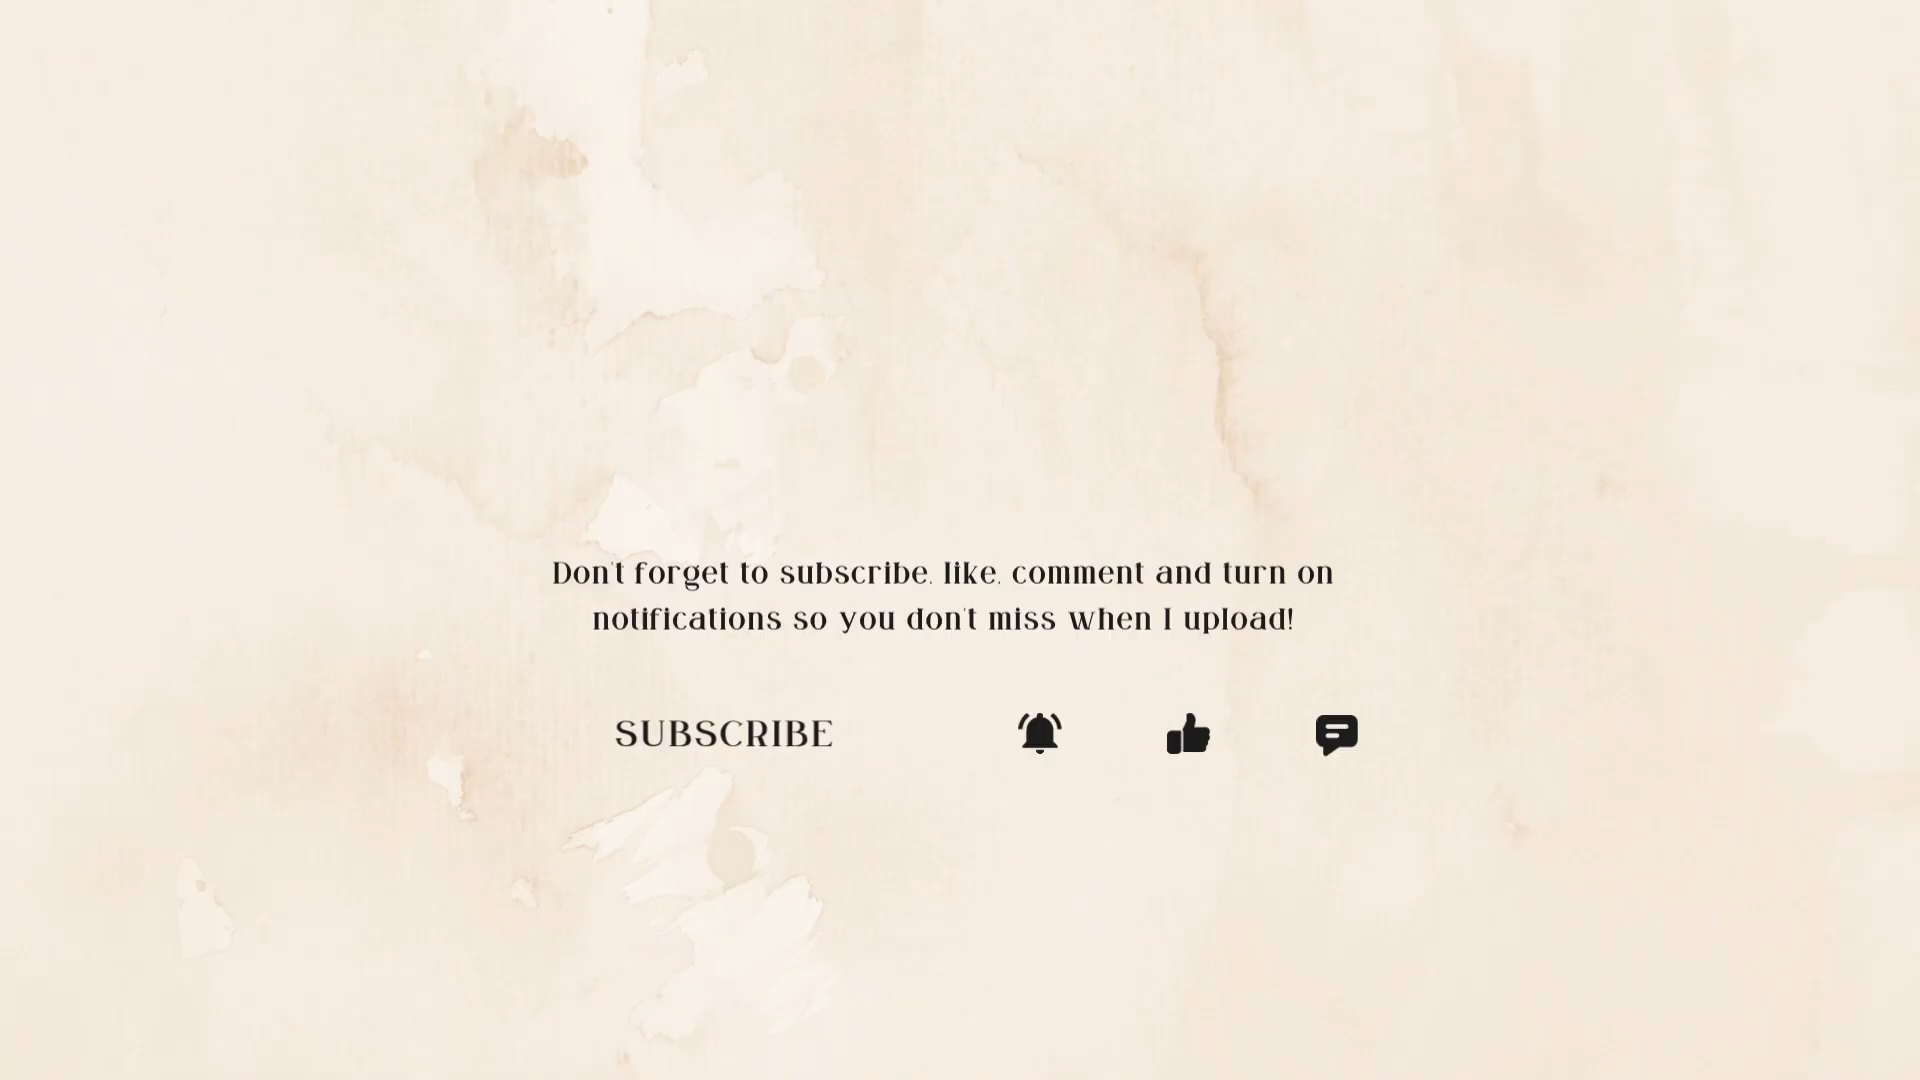 Don't forget to subscribe, like, comment and turn on
notifications so you don't miss when I upload!
SUBSCRIBE